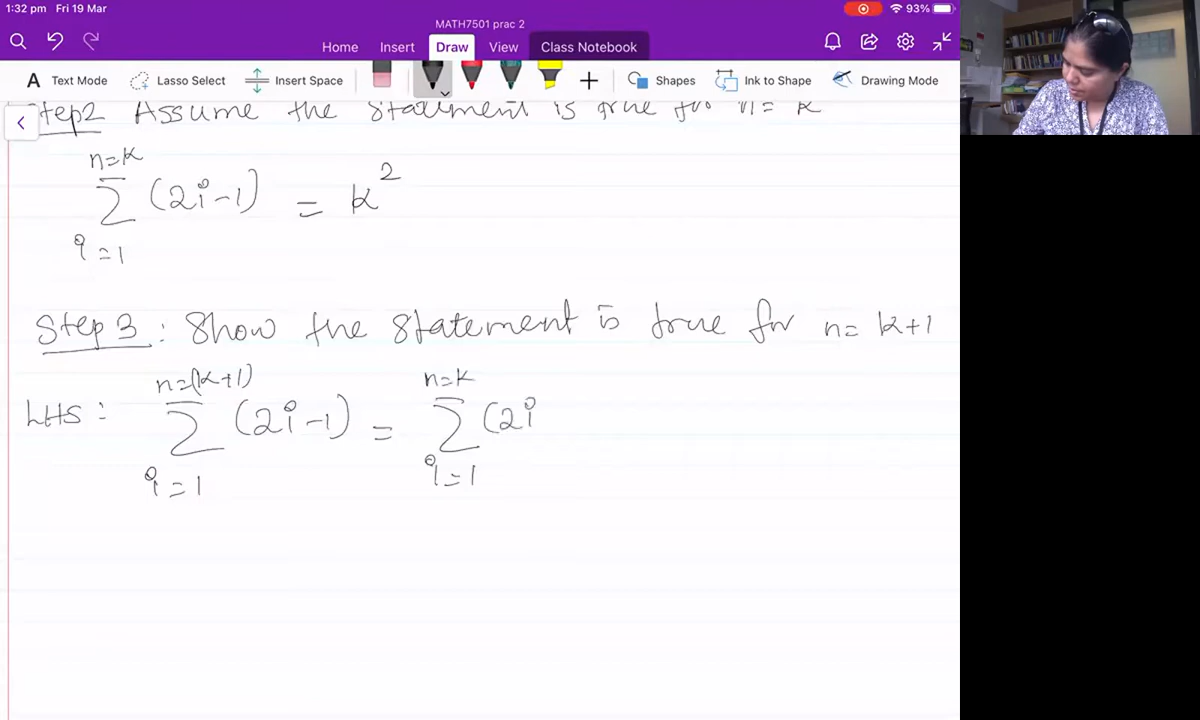 1:32 pm Fri 19 Mar
93%
MATH7501 prac 2
Home Insert Draw View Class Notebook
Text Mode Lasso Select Insert Space Shapes Ink to Shape Drawing Mode
Step2 Assume the statement is true for n = k
n=k
∑ (2i-1) = k²
i=1
Step 3: Show the statement is true for n = k+1
n=(k+1) n=k
LHS: ∑ (2i-1) = ∑ (2i
i=1 i=1